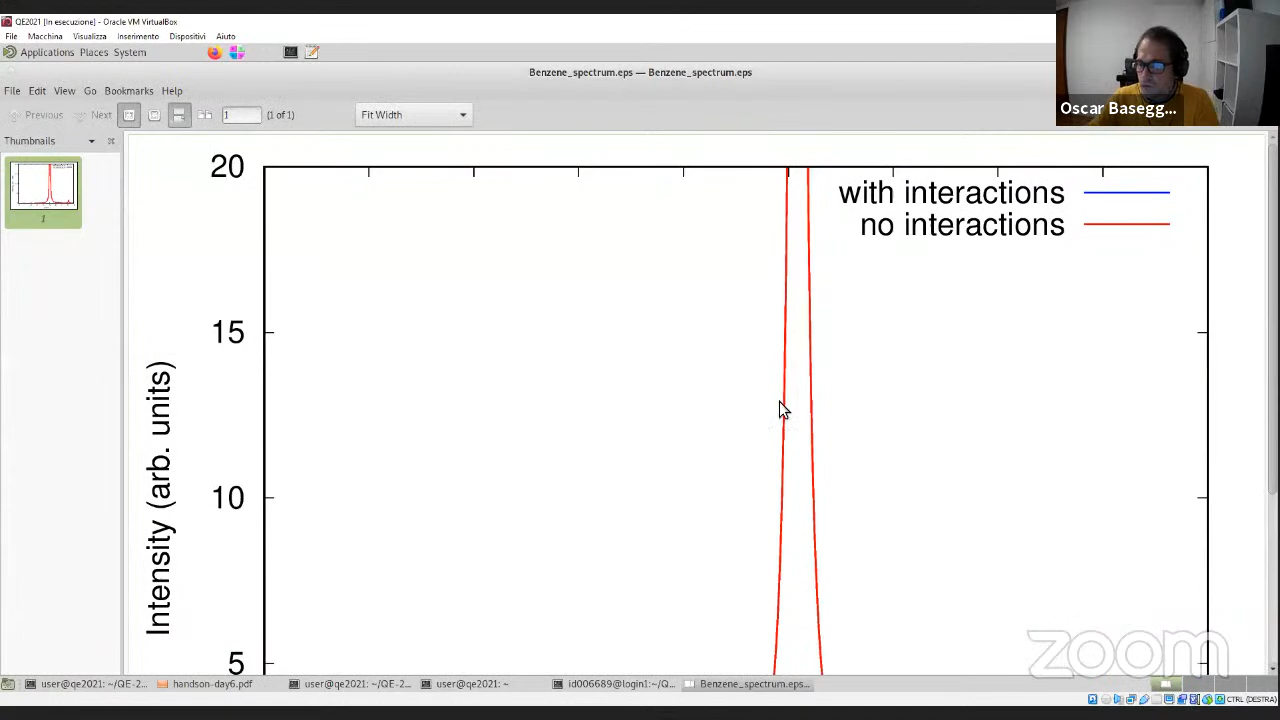 QE2021 [In esecuzione] - Oracle VM VirtualBox
File Macchina Visualizza Inserimento Dispositivi Aiuto
Applications Places System
Benzene_spectrum.eps — Benzene_spectrum.eps
File Edit View Go Bookmarks Help
Previous Next 1 (1 of 1) Fit Width
Oscar Basegg...
Thumbnails
1
20
15
10
5
Intensity (arb. units)
with interactions
no interactions
zoom
user@qe2021: ~/QE-2... handson-day6.pdf user@qe2021: ~/QE-2... user@qe2021: ~ id006689@login1:~/Q... Benzene_spectrum.eps...
CTRL (DESTRA)